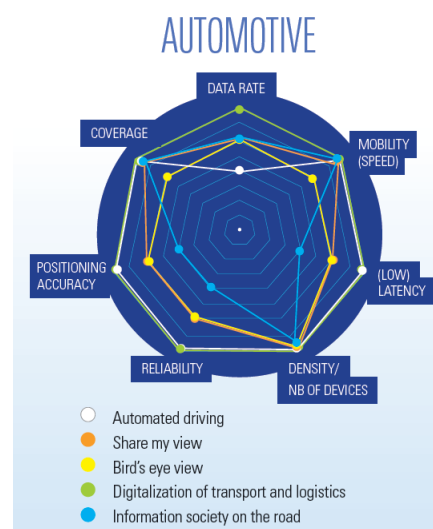 AUTOMOTIVE
DATA RATE
COVERAGE
MOBILITY
(SPEED)
POSITIONING
ACCURACY
(LOW)
LATENCY
RELIABILITY
DENSITY/
NB OF DEVICES
Automated driving
Share my view
Bird's eye view
Digitalization of transport and logistics
Information society on the road